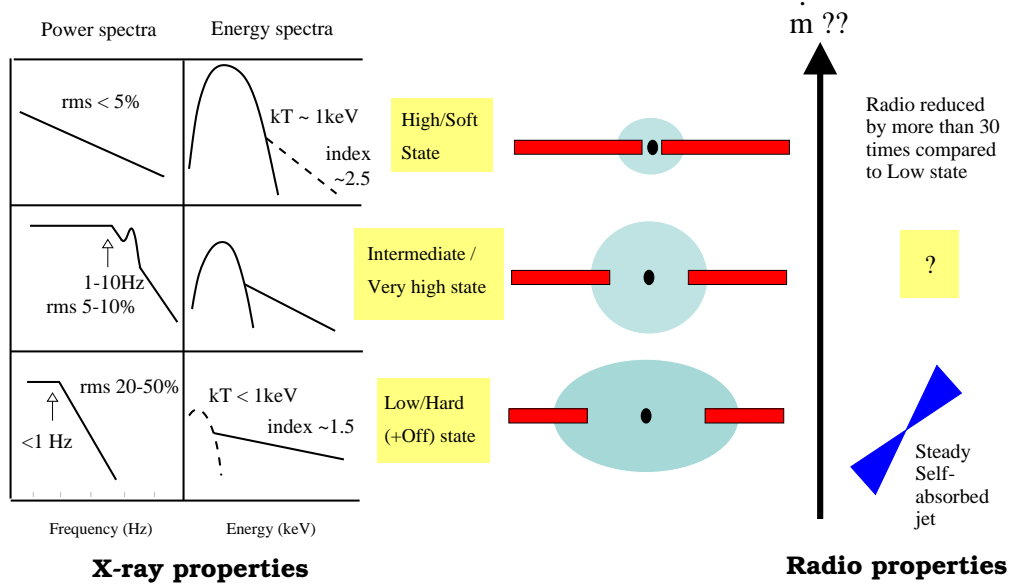 Power spectra
Energy spectra
ṁ ??
rms < 5%
kT ~ 1keV
index
~2.5
High/Soft
State
Radio reduced
by more than 30
times compared
to Low state
1-10Hz
rms 5-10%
Intermediate /
Very high state
?
rms 20-50%
<1 Hz
kT < 1keV
index ~1.5
Low/Hard
(+Off) state
Steady
Self-
absorbed
jet
Frequency (Hz)
Energy (keV)
X-ray properties
Radio properties